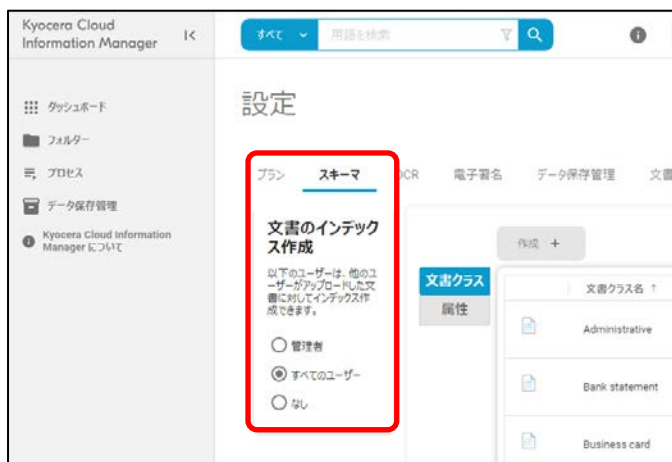 Kyocera Cloud
Information Manager
すべて
用語を検索
ダッシュボード
フォルダー
プロセス
データ保存管理
Kyocera Cloud Information
Manager について
設定
プラン
スキーマ
OCR
電子署名
データ保存管理
文書
文書のインデック
ス作成
以下のユーザーは、他のユ
ーザーがアップロードした文
書に対してインデックス作
成できます。
管理者
すべてのユーザー
なし
作成 +
文書クラス
属性
文書クラス名 ↑
Administrative
Bank statement
Business card